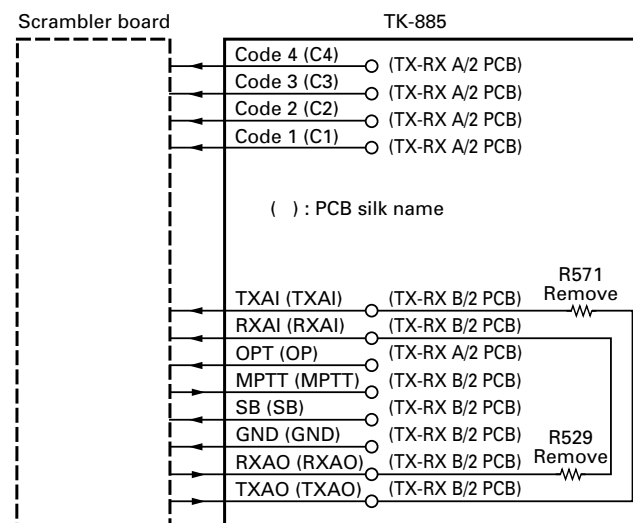 Scrambler board TK-885
Code 4 (C4) (TX-RX A/2 PCB)
Code 3 (C3) (TX-RX A/2 PCB)
Code 2 (C2) (TX-RX A/2 PCB)
Code 1 (C1) (TX-RX A/2 PCB)
( ) : PCB silk name
R571
Remove
TXAI (TXAI) (TX-RX B/2 PCB)
RXAI (RXAI) (TX-RX B/2 PCB)
OPT (OP) (TX-RX A/2 PCB)
MPTT (MPTT) (TX-RX B/2 PCB)
SB (SB) (TX-RX B/2 PCB)
GND (GND) (TX-RX B/2 PCB)
R529
Remove
RXAO (RXAO) (TX-RX B/2 PCB)
TXAO (TXAO) (TX-RX B/2 PCB)